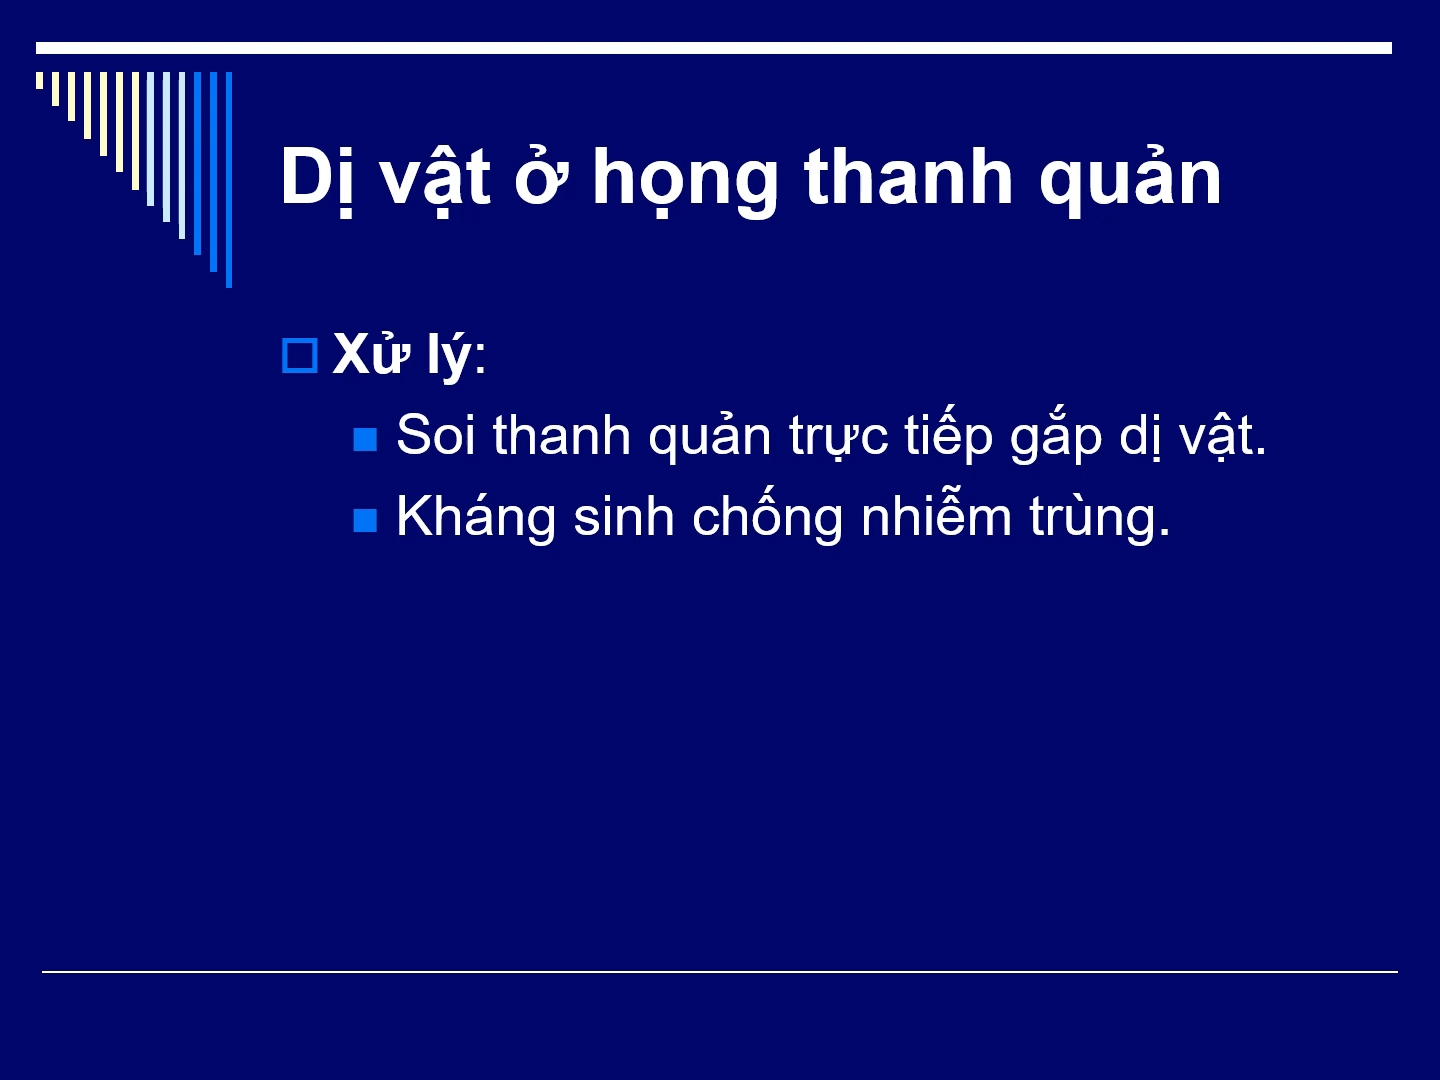 Dị vật ở họng thanh quản
Xử lý:
Soi thanh quản trực tiếp gắp dị vật.
Kháng sinh chống nhiễm trùng.